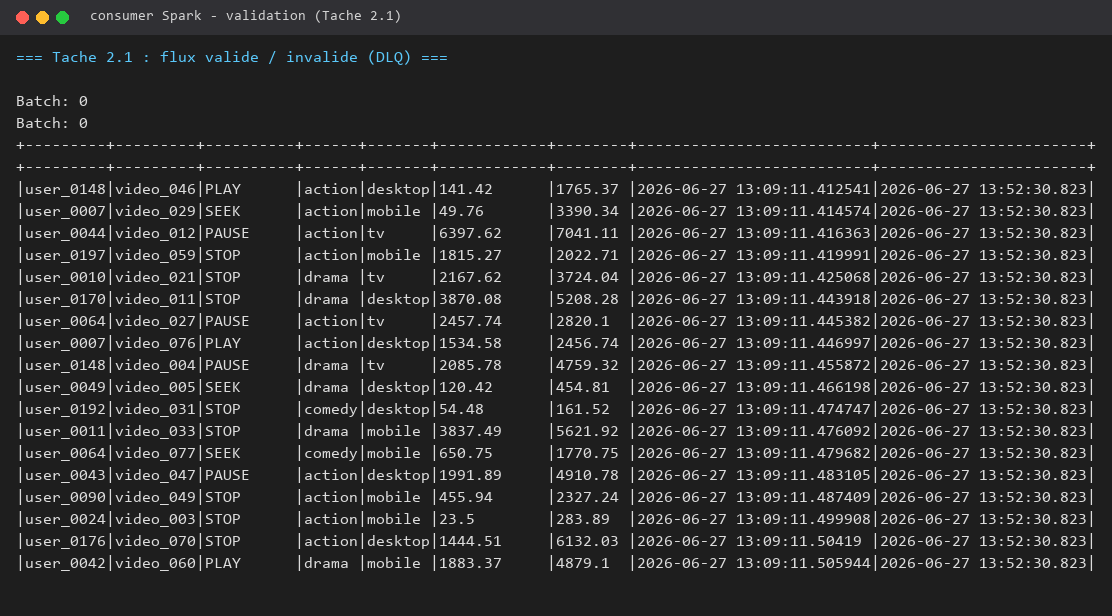 consumer Spark - validation (Tache 2.1)
=== Tache 2.1 : flux valide / invalide (DLQ) ===
Batch: 0
Batch: 0
+---------+---------+----------+------+-------+------------+--------+--------------------------+-----------------------+
+---------+---------+----------+------+-------+------------+--------+--------------------------+-----------------------+
|user_0148|video_046|PLAY      |action|desktop|141.42      |1765.37 |2026-06-27 13:09:11.412541|2026-06-27 13:52:30.823|
|user_0007|video_029|SEEK      |action|mobile |49.76       |3390.34 |2026-06-27 13:09:11.414574|2026-06-27 13:52:30.823|
|user_0044|video_012|PAUSE     |action|tv     |6397.62     |7041.11 |2026-06-27 13:09:11.416363|2026-06-27 13:52:30.823|
|user_0197|video_059|STOP      |action|mobile |1815.27     |2022.71 |2026-06-27 13:09:11.419991|2026-06-27 13:52:30.823|
|user_0010|video_021|STOP      |drama |tv     |2167.62     |3724.04 |2026-06-27 13:09:11.425068|2026-06-27 13:52:30.823|
|user_0170|video_011|STOP      |drama |desktop|3870.08     |5208.28 |2026-06-27 13:09:11.443918|2026-06-27 13:52:30.823|
|user_0064|video_027|PAUSE     |action|tv     |2457.74     |2820.1  |2026-06-27 13:09:11.445382|2026-06-27 13:52:30.823|
|user_0007|video_076|PLAY      |action|desktop|1534.58     |2456.74 |2026-06-27 13:09:11.446997|2026-06-27 13:52:30.823|
|user_0148|video_004|PAUSE     |drama |tv     |2085.78     |4759.32 |2026-06-27 13:09:11.455872|2026-06-27 13:52:30.823|
|user_0049|video_005|SEEK      |drama |desktop|120.42      |454.81  |2026-06-27 13:09:11.466198|2026-06-27 13:52:30.823|
|user_0192|video_031|STOP      |comedy|desktop|54.48       |161.52  |2026-06-27 13:09:11.474747|2026-06-27 13:52:30.823|
|user_0011|video_033|STOP      |drama |mobile |3837.49     |5621.92 |2026-06-27 13:09:11.476092|2026-06-27 13:52:30.823|
|user_0064|video_077|SEEK      |comedy|mobile |650.75      |1770.75 |2026-06-27 13:09:11.479682|2026-06-27 13:52:30.823|
|user_0043|video_047|PAUSE     |action|desktop|1991.89     |4910.78 |2026-06-27 13:09:11.483105|2026-06-27 13:52:30.823|
|user_0090|video_049|STOP      |action|mobile |455.94      |2327.24 |2026-06-27 13:09:11.487409|2026-06-27 13:52:30.823|
|user_0024|video_003|STOP      |action|mobile |23.5        |283.89  |2026-06-27 13:09:11.499908|2026-06-27 13:52:30.823|
|user_0176|video_070|STOP      |action|desktop|1444.51     |6132.03 |2026-06-27 13:09:11.50419 |2026-06-27 13:52:30.823|
|user_0042|video_060|PLAY      |drama |mobile |1883.37     |4879.1  |2026-06-27 13:09:11.505944|2026-06-27 13:52:30.823|